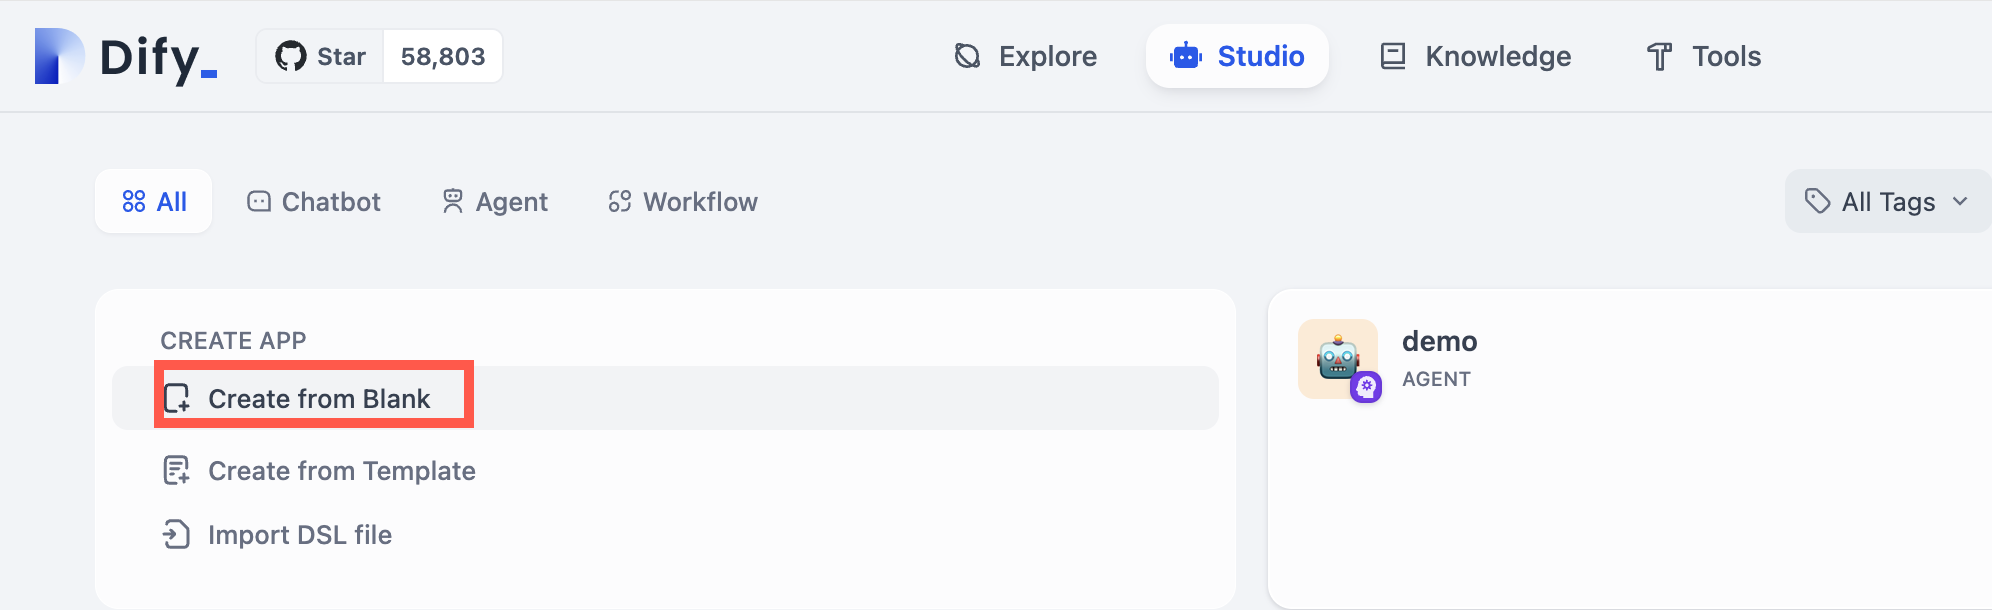 Dify_
Star 58,803
Explore
Studio
Knowledge
Tools
All
Chatbot
Agent
Workflow
All Tags
CREATE APP
Create from Blank
Create from Template
Import DSL file
demo
AGENT